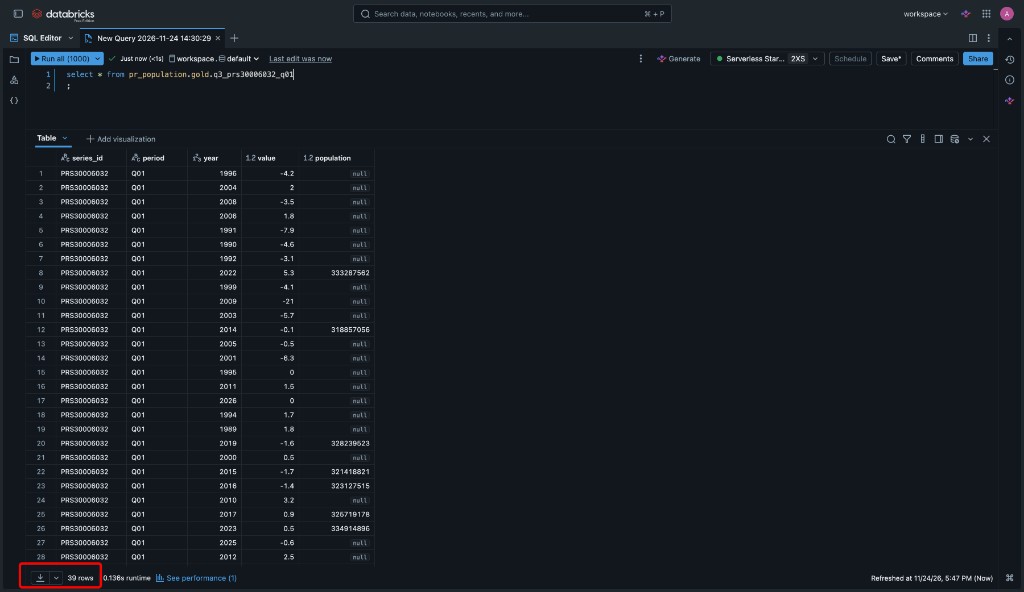 databricks
Free Edition
Search data, notebooks, recents, and more...
⌘ + P
workspace
A
SQL Editor
New Query 2026-11-24 14:30:29
Run all (1000)
Just now (<1s)
workspace.
default
Last edit was now
Generate
Serverless Star...
2XS
Schedule
Save*
Comments
Share
1 select * from pr_population.gold.q3_prs30006032_q01
2 ;
Table
Add visualization
series_id period year 1.2 value 1.2 population
1 PRS30006032 Q01 1996 -4.2 null
2 PRS30006032 Q01 2004 2 null
3 PRS30006032 Q01 2008 -3.5 null
4 PRS30006032 Q01 2006 1.8 null
5 PRS30006032 Q01 1991 -7.9 null
6 PRS30006032 Q01 1990 -4.6 null
7 PRS30006032 Q01 1992 -3.1 null
8 PRS30006032 Q01 2022 5.3 333287562
9 PRS30006032 Q01 1999 -4.1 null
10 PRS30006032 Q01 2009 -21 null
11 PRS30006032 Q01 2003 -5.7 null
12 PRS30006032 Q01 2014 -0.1 318857056
13 PRS30006032 Q01 2005 -0.5 null
14 PRS30006032 Q01 2001 -6.3 null
15 PRS30006032 Q01 1995 0 null
16 PRS30006032 Q01 2011 1.5 null
17 PRS30006032 Q01 2026 0 null
18 PRS30006032 Q01 1994 1.7 null
19 PRS30006032 Q01 1989 1.8 null
20 PRS30006032 Q01 2019 -1.6 328239523
21 PRS30006032 Q01 2000 0.5 null
22 PRS30006032 Q01 2015 -1.7 321418821
23 PRS30006032 Q01 2016 -1.4 323127515
24 PRS30006032 Q01 2010 3.2 null
25 PRS30006032 Q01 2017 0.9 325719178
26 PRS30006032 Q01 2023 0.5 334914896
27 PRS30006032 Q01 2025 -0.6 null
28 PRS30006032 Q01 2012 2.5 null
39 rows
0.136s runtime
See performance (1)
Refreshed at 11/24/26, 5:47 PM (Now)